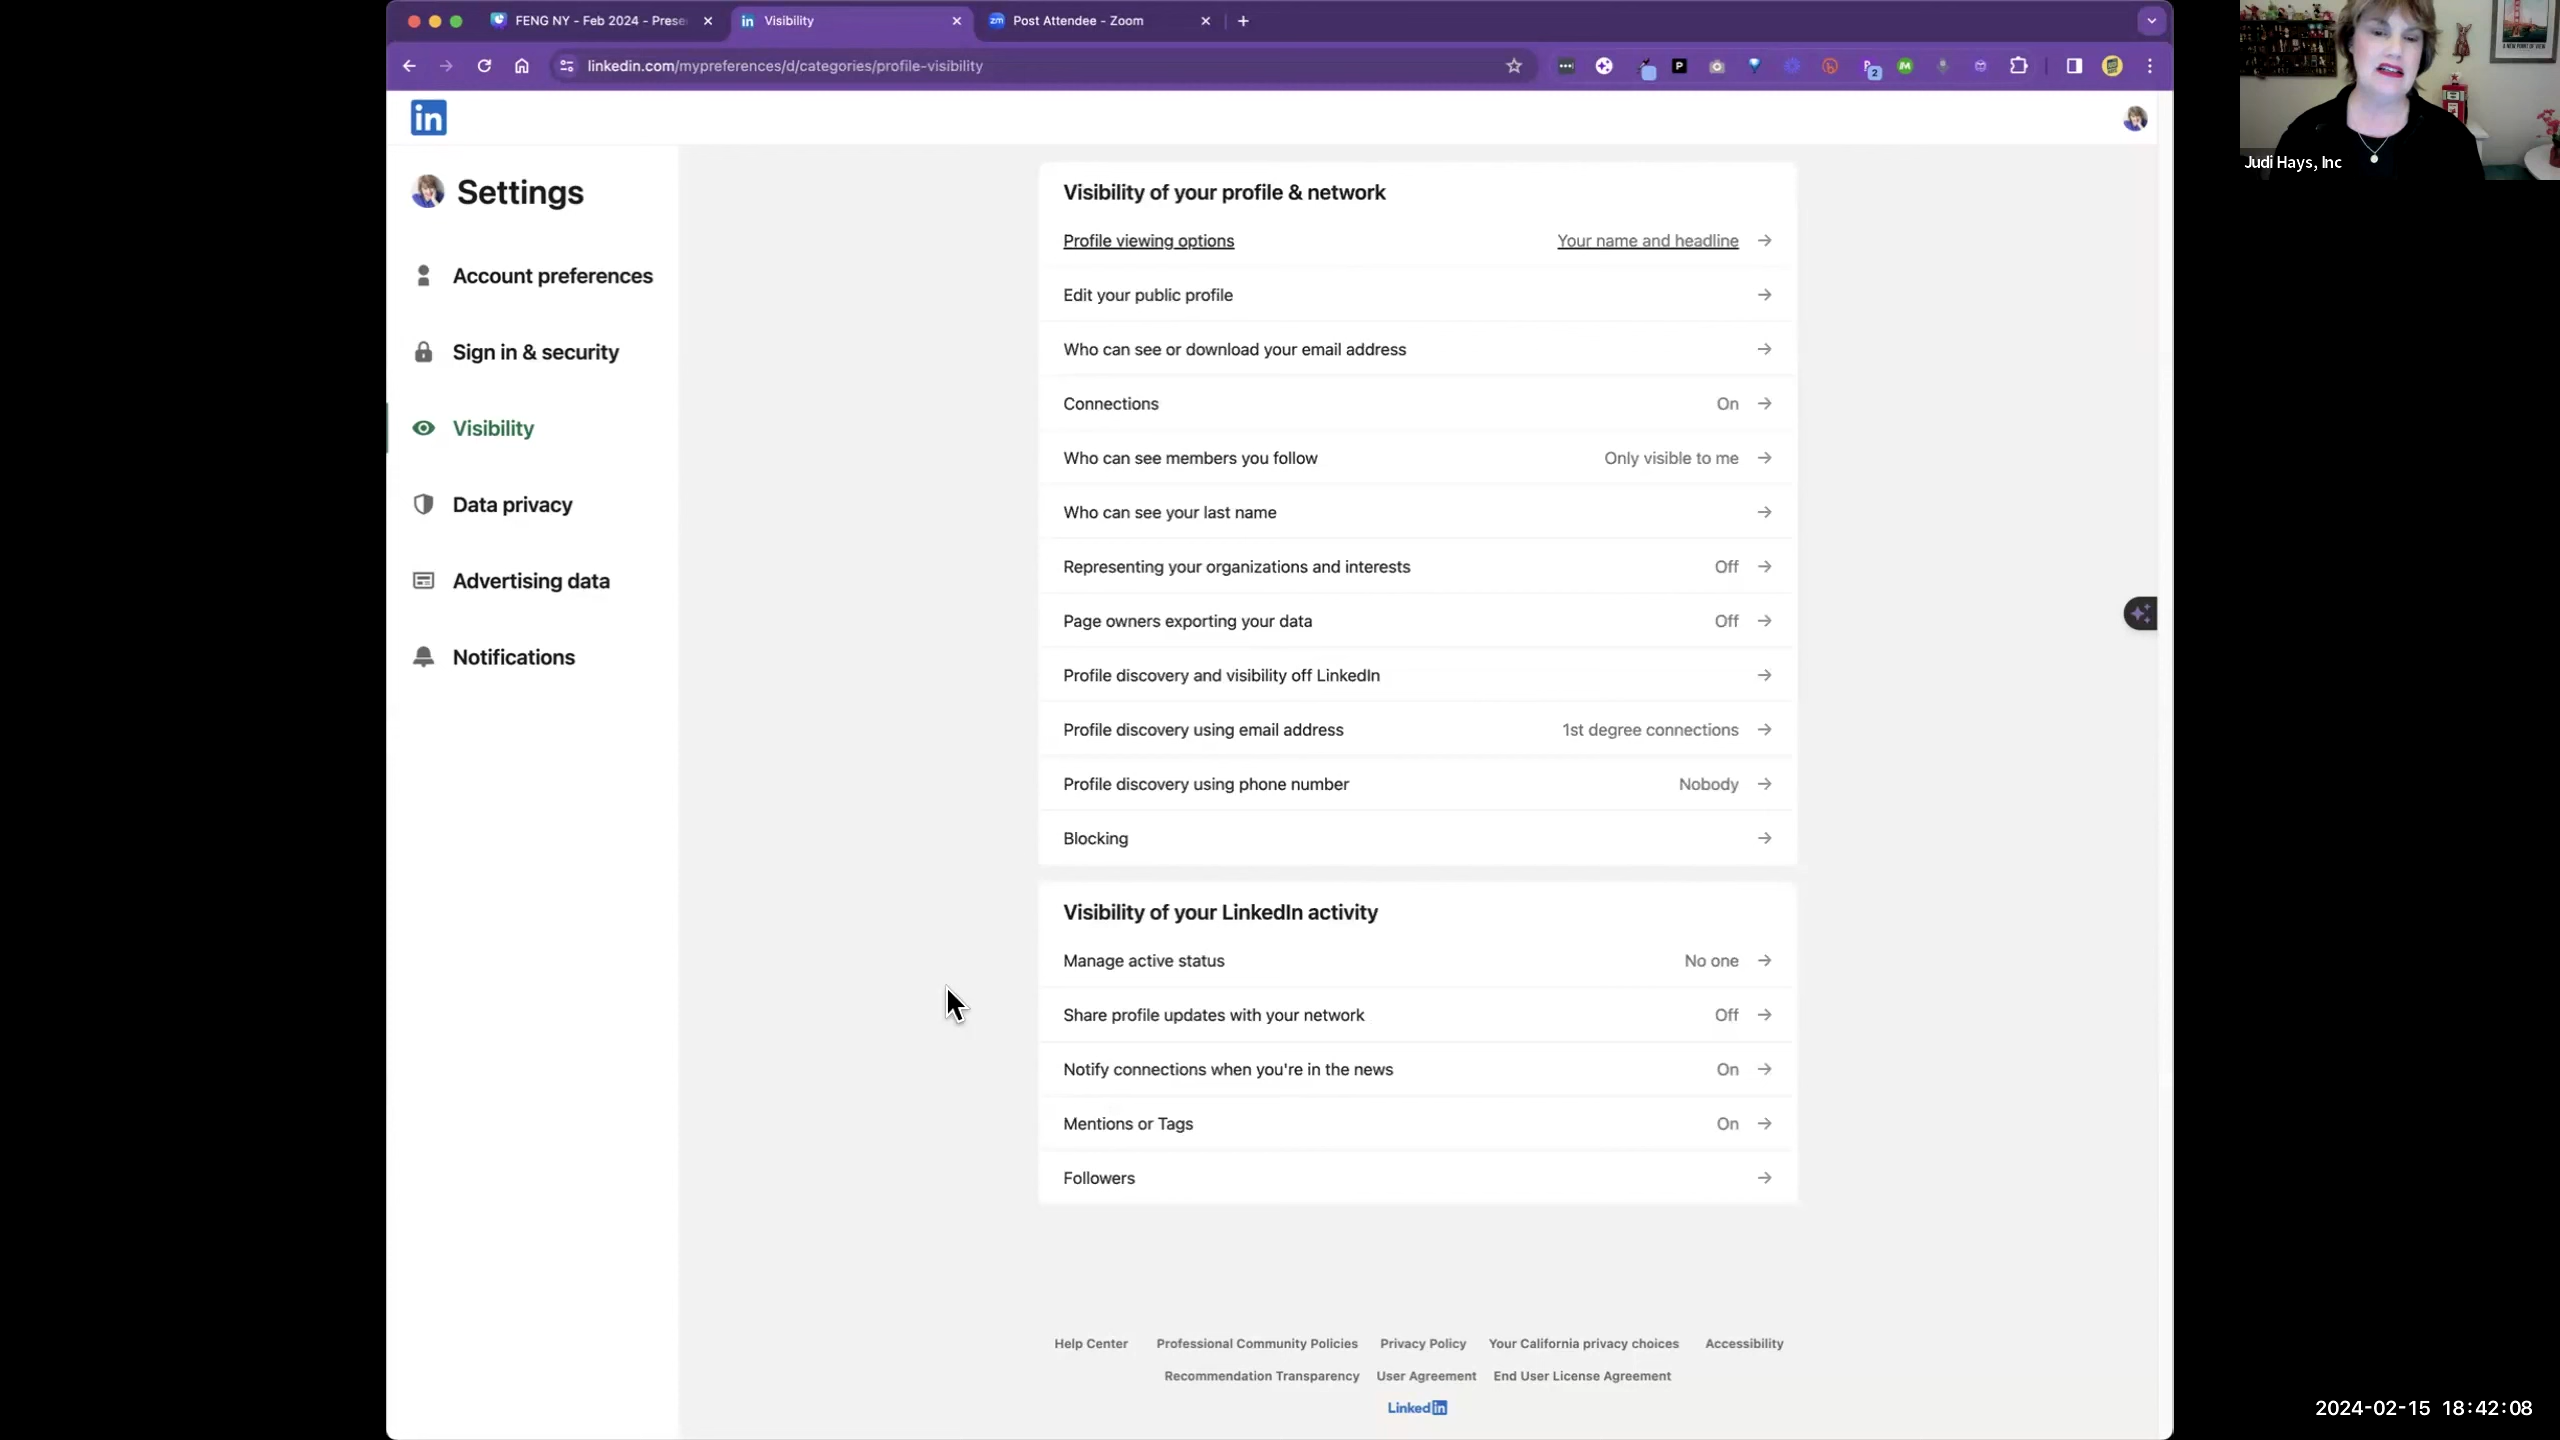 FENG NY - Feb 2024 - Prese
Visibility
Post Attendee - Zoom
linkedin.com/mypreferences/d/categories/profile-visibility
2
in
Settings
Account preferences
Sign in & security
Visibility
Data privacy
Advertising data
Notifications
Visibility of your profile & network
Profile viewing options Your name and headline
Edit your public profile
Who can see or download your email address
Connections On
Who can see members you follow Only visible to me
Who can see your last name
Representing your organizations and interests Off
Page owners exporting your data Off
Profile discovery and visibility off LinkedIn
Profile discovery using email address 1st degree connections
Profile discovery using phone number Nobody
Blocking
Visibility of your LinkedIn activity
Manage active status No one
Share profile updates with your network Off
Notify connections when you're in the news On
Mentions or Tags On
Followers
Help Center Professional Community Policies Privacy Policy Your California privacy choices Accessibility
Recommendation Transparency User Agreement End User License Agreement
LinkedIn
Judi Hays, Inc
2024-02-15 18:42:08